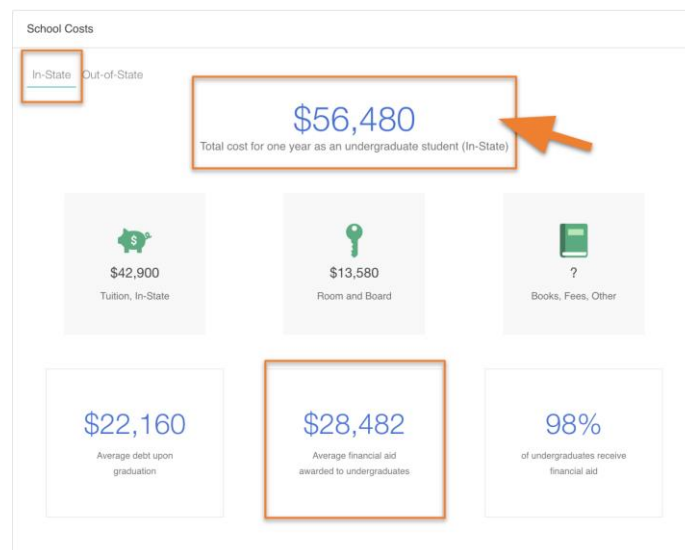 School Costs
In-State Out-of-State
$56,480
Total cost for one year as an undergraduate student (In-State)
$
$42,900
Tuition, In-State
$13,580
Room and Board
?
Books, Fees, Other
$22,160
Average debt upon
graduation
$28,482
Average financial aid
awarded to undergraduates
98%
of undergraduates receive
financial aid